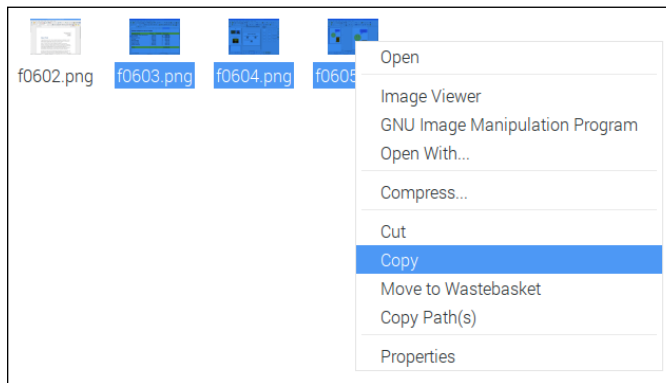 f0602.png f0603.png f0604.png f0605
Open
Image Viewer
GNU Image Manipulation Program
Open With...
Compress...
Cut
Copy
Move to Wastebasket
Copy Path(s)
Properties